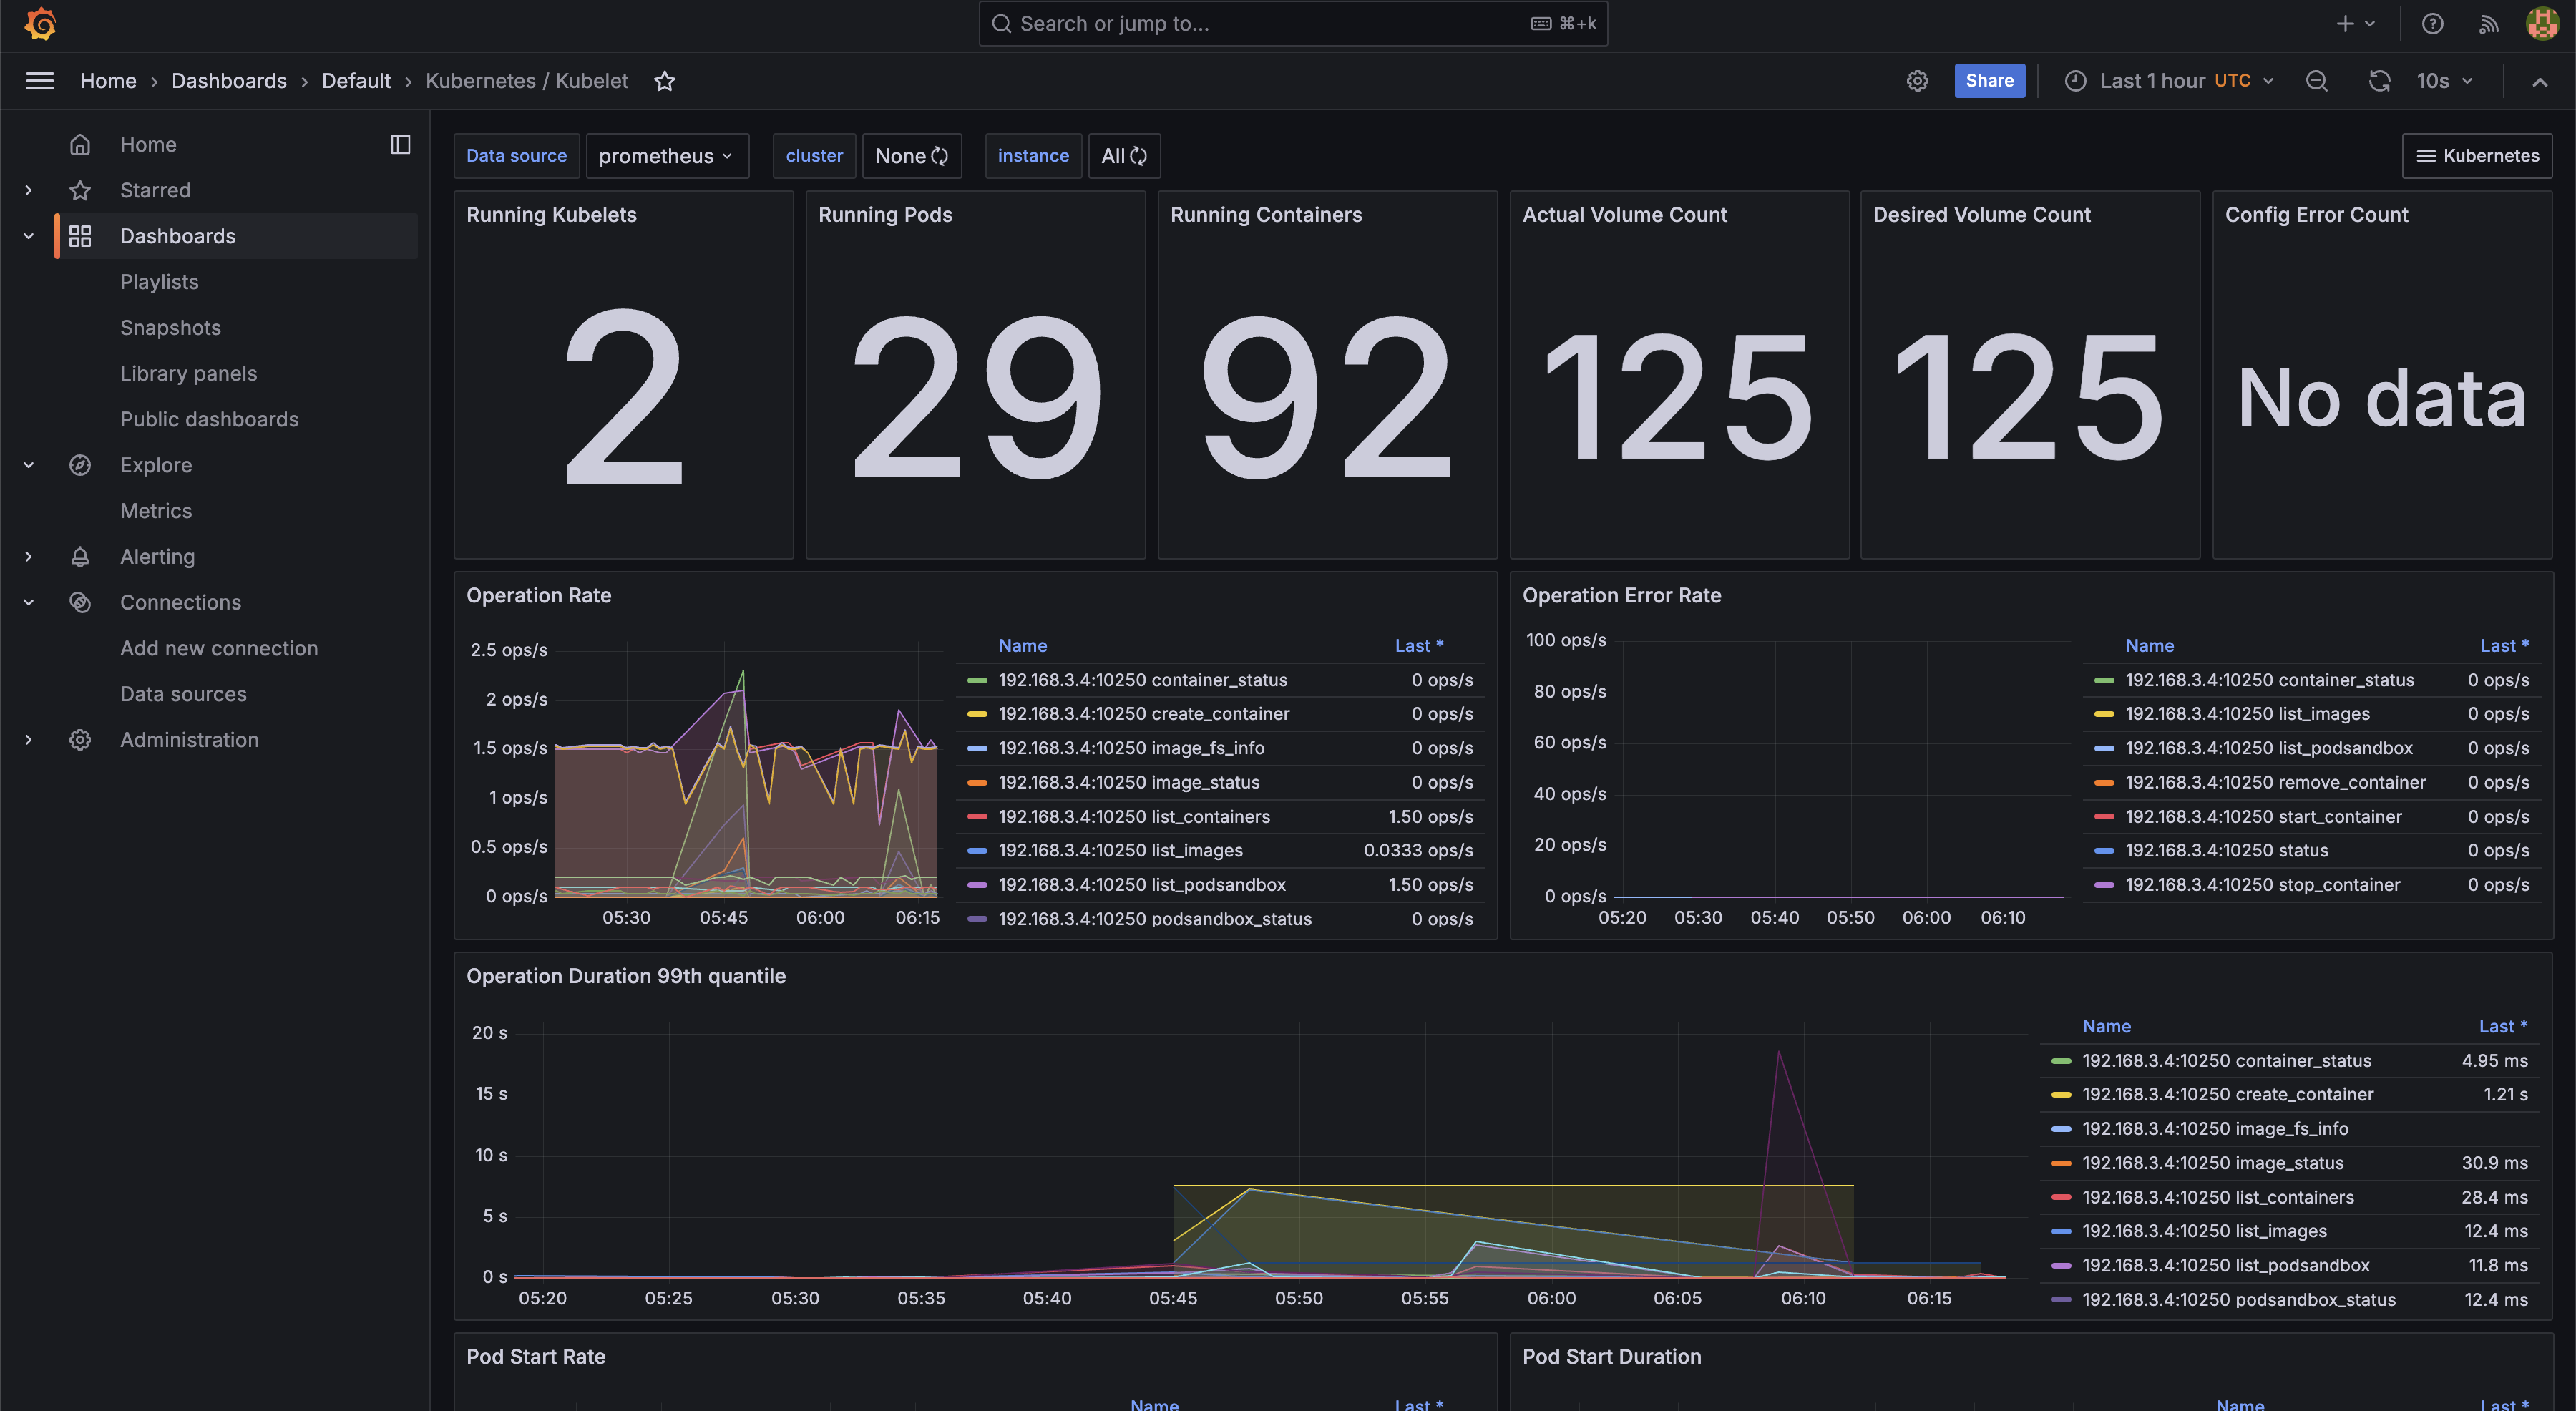 Search or jump to...
⌘+k
Home › Dashboards › Default › Kubernetes / Kubelet
Share
Last 1 hour UTC
10s
Home
Starred
Dashboards
Playlists
Snapshots
Library panels
Public dashboards
Explore
Metrics
Alerting
Connections
Add new connection
Data sources
Administration
Data source prometheus cluster None instance All
Kubernetes
Running Kubelets
2
Running Pods
29
Running Containers
92
Actual Volume Count
125
Desired Volume Count
125
Config Error Count
No data
Operation Rate
2.5 ops/s
2 ops/s
1.5 ops/s
1 ops/s
0.5 ops/s
0 ops/s
05:30 05:45 06:00 06:15
Name Last *
192.168.3.4:10250 container_status 0 ops/s
192.168.3.4:10250 create_container 0 ops/s
192.168.3.4:10250 image_fs_info 0 ops/s
192.168.3.4:10250 image_status 0 ops/s
192.168.3.4:10250 list_containers 1.50 ops/s
192.168.3.4:10250 list_images 0.0333 ops/s
192.168.3.4:10250 list_podsandbox 1.50 ops/s
192.168.3.4:10250 podsandbox_status 0 ops/s
Operation Error Rate
100 ops/s
80 ops/s
60 ops/s
40 ops/s
20 ops/s
0 ops/s
05:20 05:30 05:40 05:50 06:00 06:10
Name Last *
192.168.3.4:10250 container_status 0 ops/s
192.168.3.4:10250 list_images 0 ops/s
192.168.3.4:10250 list_podsandbox 0 ops/s
192.168.3.4:10250 remove_container 0 ops/s
192.168.3.4:10250 start_container 0 ops/s
192.168.3.4:10250 status 0 ops/s
192.168.3.4:10250 stop_container 0 ops/s
Operation Duration 99th quantile
20 s
15 s
10 s
5 s
0 s
05:20 05:25 05:30 05:35 05:40 05:45 05:50 05:55 06:00 06:05 06:10 06:15
Name Last *
192.168.3.4:10250 container_status 4.95 ms
192.168.3.4:10250 create_container 1.21 s
192.168.3.4:10250 image_fs_info
192.168.3.4:10250 image_status 30.9 ms
192.168.3.4:10250 list_containers 28.4 ms
192.168.3.4:10250 list_images 12.4 ms
192.168.3.4:10250 list_podsandbox 11.8 ms
192.168.3.4:10250 podsandbox_status 12.4 ms
Pod Start Rate
Name Last *
Pod Start Duration
Name Last *